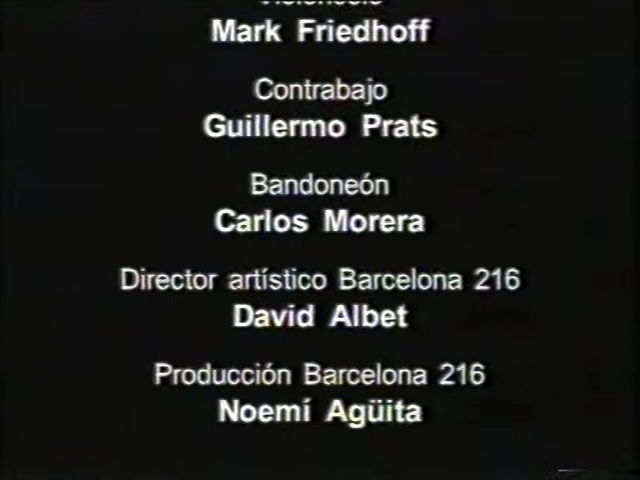 Mark Friedhoff
Contrabajo
Guillermo Prats
Bandoneón
Carlos Morera
Director artístico Barcelona 216
David Albet
Producción Barcelona 216
Noemí Agüita